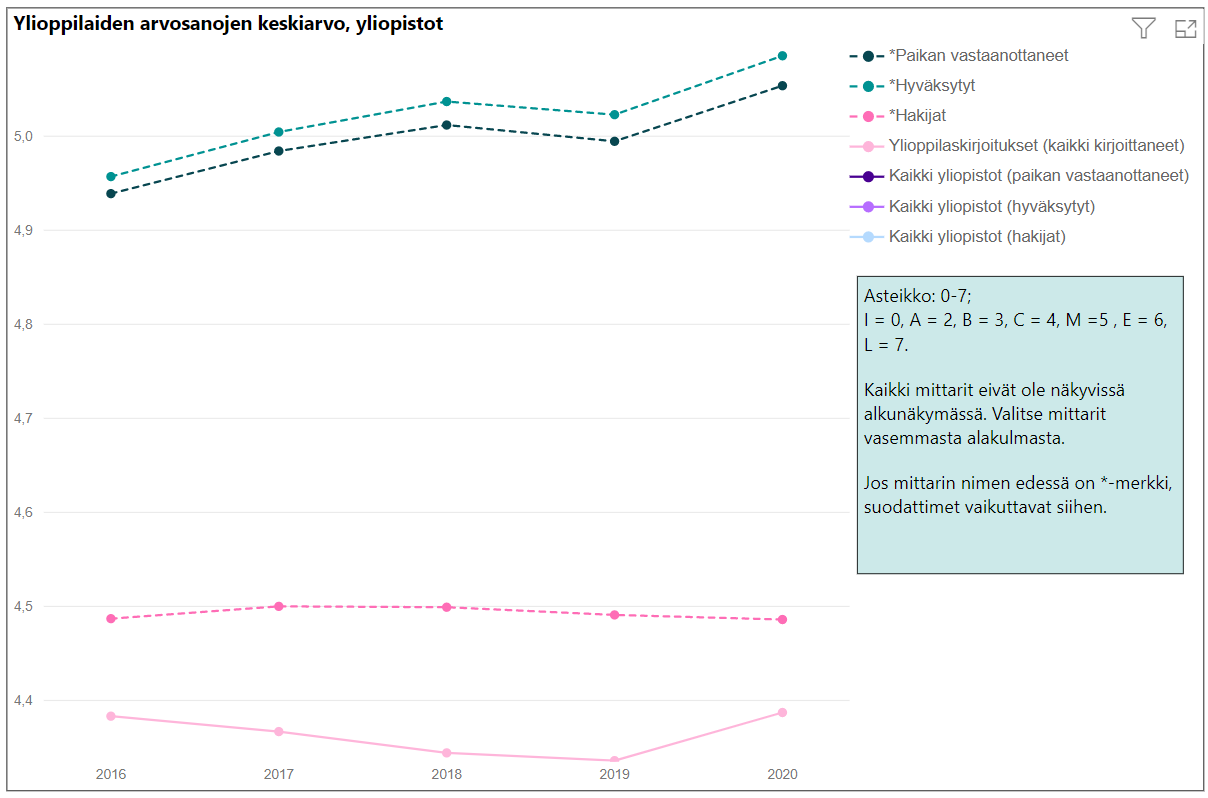 Ylioppilaiden arvosanojen keskiarvo, yliopistot
*Paikan vastaanottaneet
*Hyväksytyt
*Hakijat
Ylioppilaskirjoitukset (kaikki kirjoittaneet)
Kaikki yliopistot (paikan vastaanottaneet)
Kaikki yliopistot (hyväksytyt)
Kaikki yliopistot (hakijat)
5,0
4,9
4,8
4,7
4,6
4,5
4,4
Asteikko: 0-7;
I = 0, A = 2, B = 3, C = 4, M =5 , E = 6,
L = 7.
Kaikki mittarit eivät ole näkyvissä
alkunäkymässä. Valitse mittarit
vasemmasta alakulmasta.
Jos mittarin nimen edessä on *-merkki,
suodattimet vaikuttavat siihen.
2016 2017 2018 2019 2020